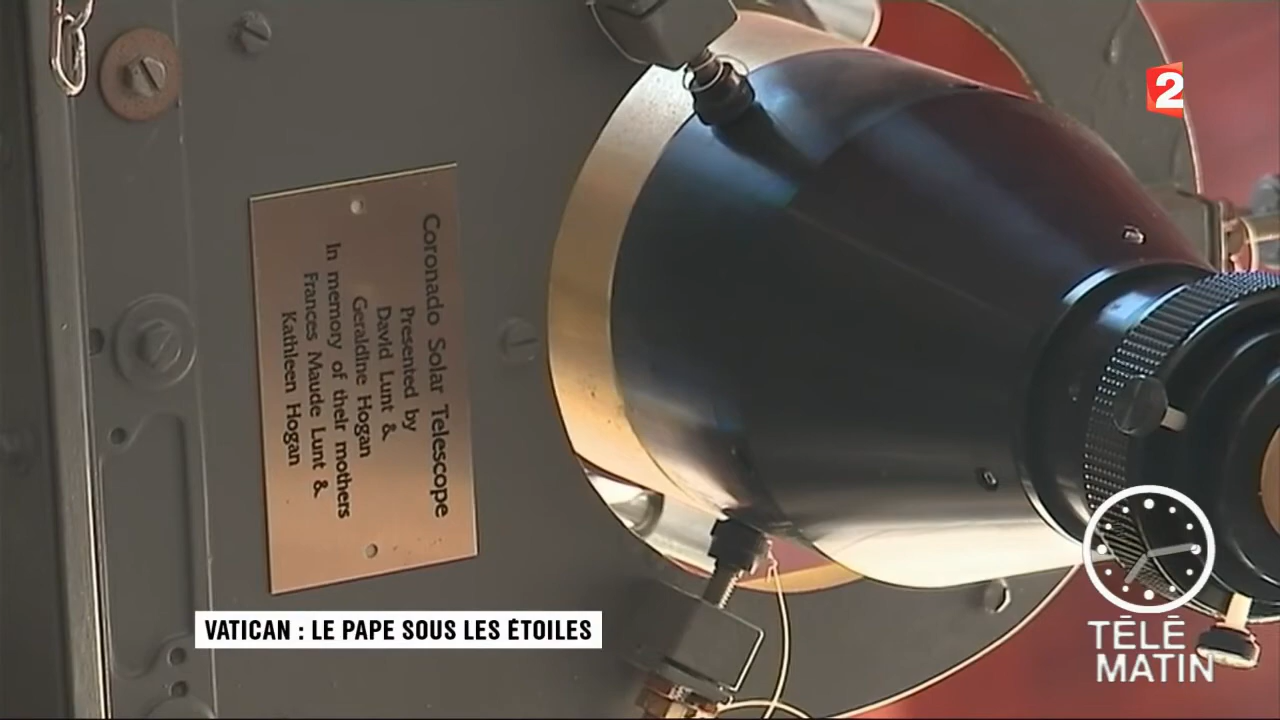 2
Coronado Solar Telescope
Presented by
David Lunt &
Geraldine Hogan
In memory of their mothers
Frances Maude Lunt &
Kathleen Hogan
VATICAN : LE PAPE SOUS LES ÉTOILES
TÉLÉ
MATIN